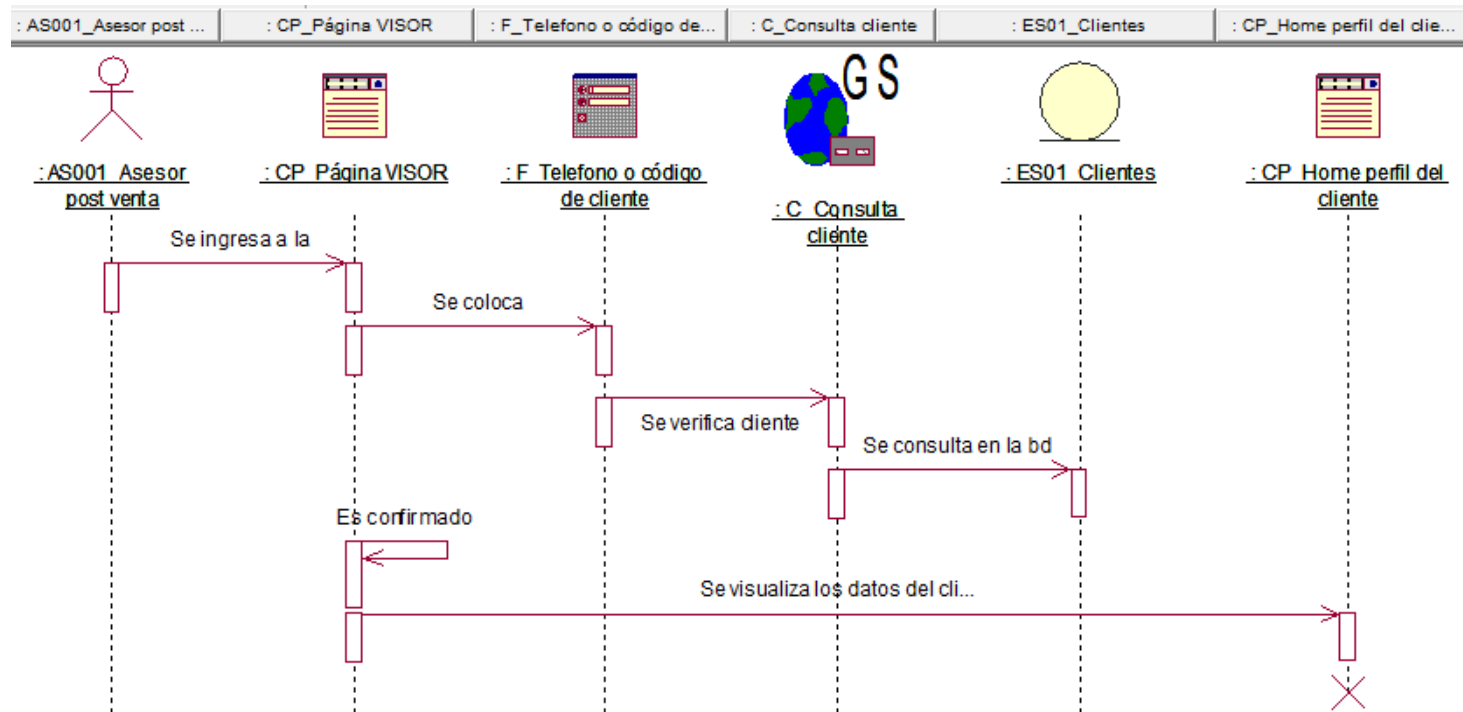 : AS001_Asesor post ...
: CP_Página VISOR
: F_Telefono o código de...
: C_Consulta cliente
: ES01_Clientes
: CP_Home perfil del clie...
GS
: AS001_Asesor
post venta
: CP_Página VISOR
: F_Telefono o código
de cliente
: C_Consulta
cliente
: ES01_Clientes
: CP_Home perfil del
cliente
Se ingresa a la
Se coloca
Se verifica cliente
Se consulta en la bd
Es confirmado
Se visualiza los datos del cli...